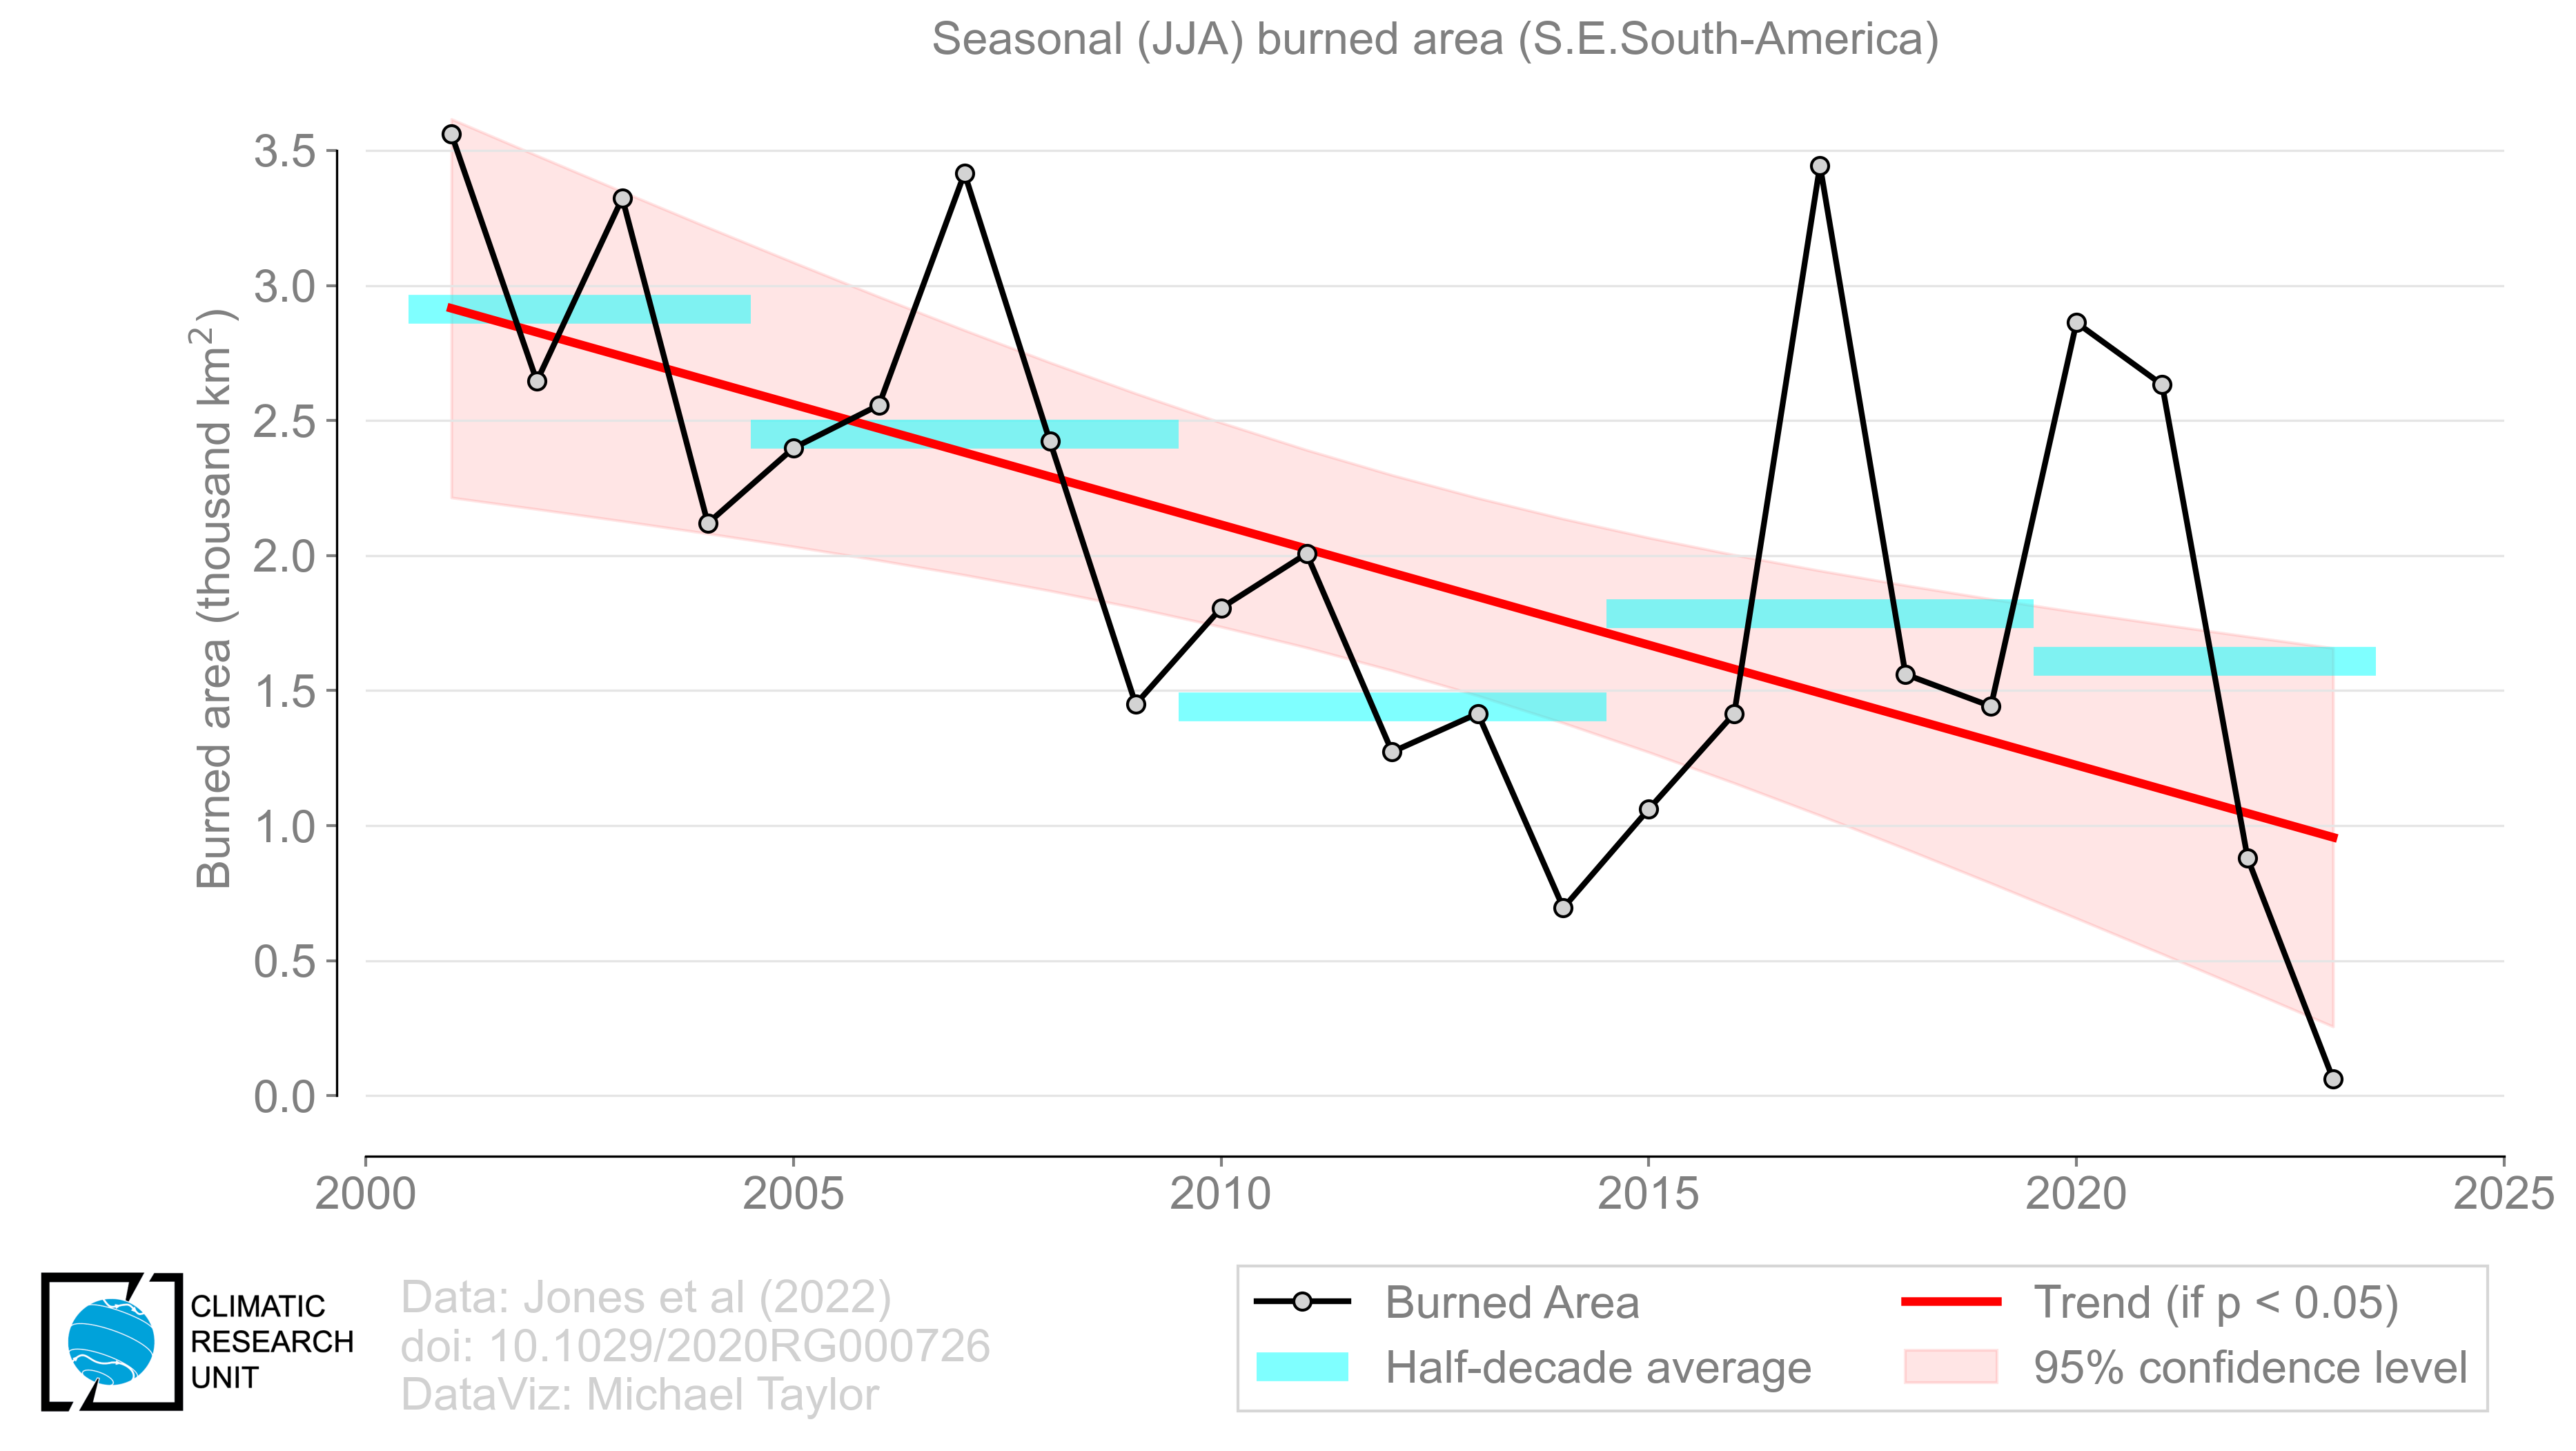 Seasonal (JJA) burned area (S.E.South-America)
Burned area (thousand km²)
3.5
3.0
2.5
2.0
1.5
1.0
0.5
0.0
2000 2005 2010 2015 2020 2025
CLIMATIC
RESEARCH
UNIT
Data: Jones et al (2022)
doi: 10.1029/2020RG000726
DataViz: Michael Taylor
Burned Area
Half-decade average
Trend (if p < 0.05)
95% confidence level